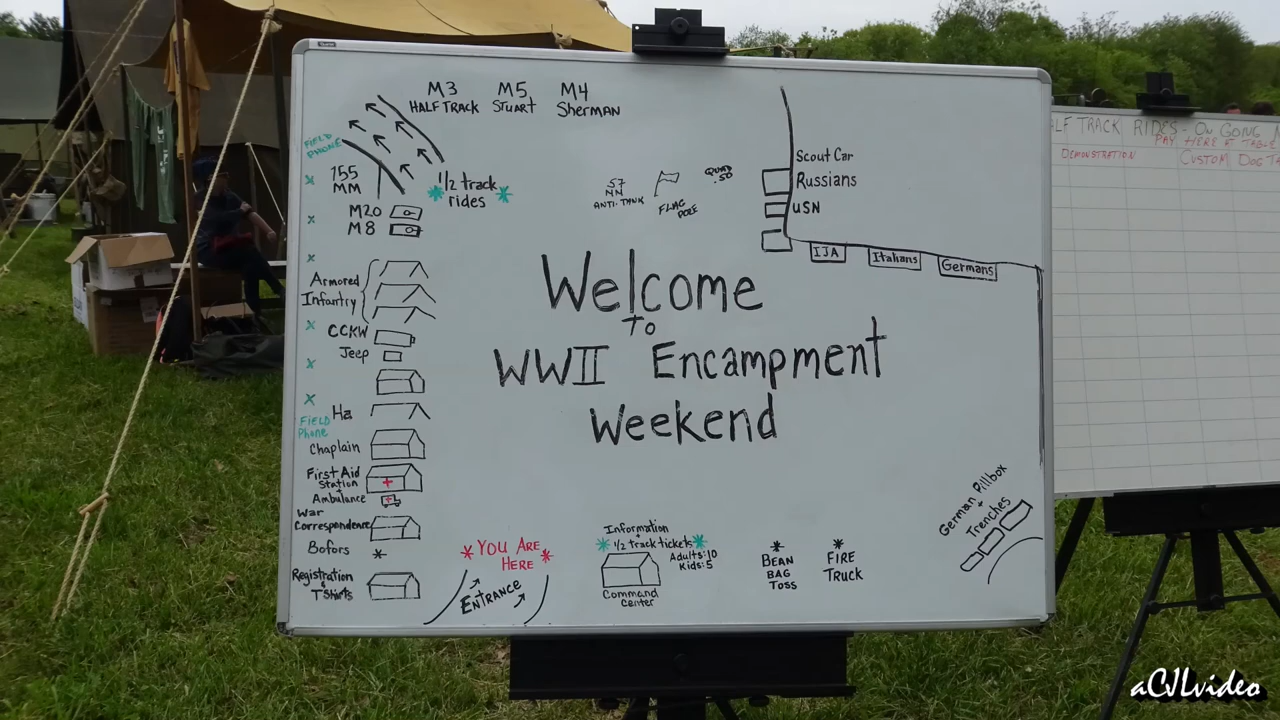 M3
HALF TRACK
M5
STUART
M4
Sherman
FIELD
PHONE
155
MM
1/2 track
rides
M20
M8
57
MM
ANTI-TANK
FLAG
POLE
QUAD
.50
Scout Car
Russians
USN
IJA
Italians
Germans
Armored
Infantry
CCKW
Jeep
Ha
FIELD
Phone
Chaplain
First Aid
Station
+
Ambulance
War
Correspondence
Bofors
Registration
&
T Shirts
Welcome
To
WWII Encampment
Weekend
YOU ARE
HERE
ENTRANCE
Information
+
1/2 track tickets
Adults:10
Kids:5
Command
Center
BEAN
BAG
TOSS
FIRE
TRUCK
German Pillbox
+
Trenches
ALF TRACK RIDES - ON GOING
PAY HERE @ TABLE
DEMONSTRATION
CUSTOM DOG TA
aCJLvideo